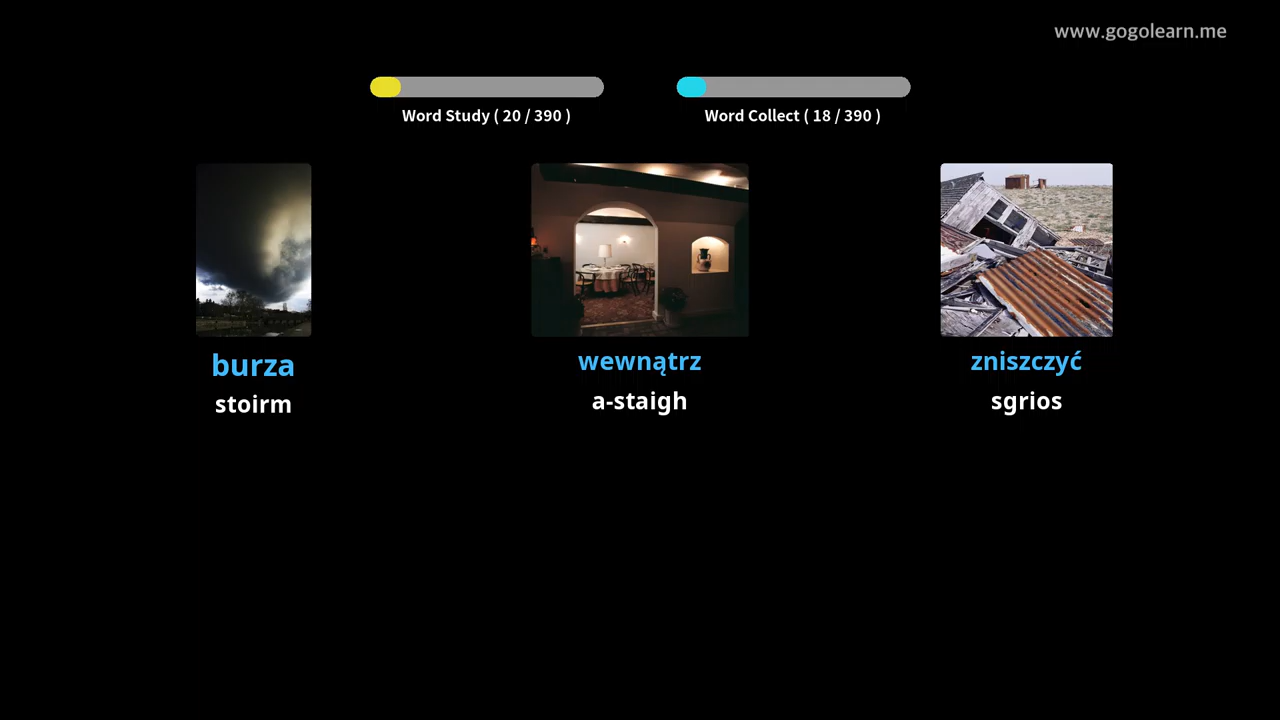 www.gogolearn.me
Word Study ( 20 / 390 )
Word Collect ( 18 / 390 )
burza
stoirm
wewnątrz
a-staigh
zniszczyć
sgrios